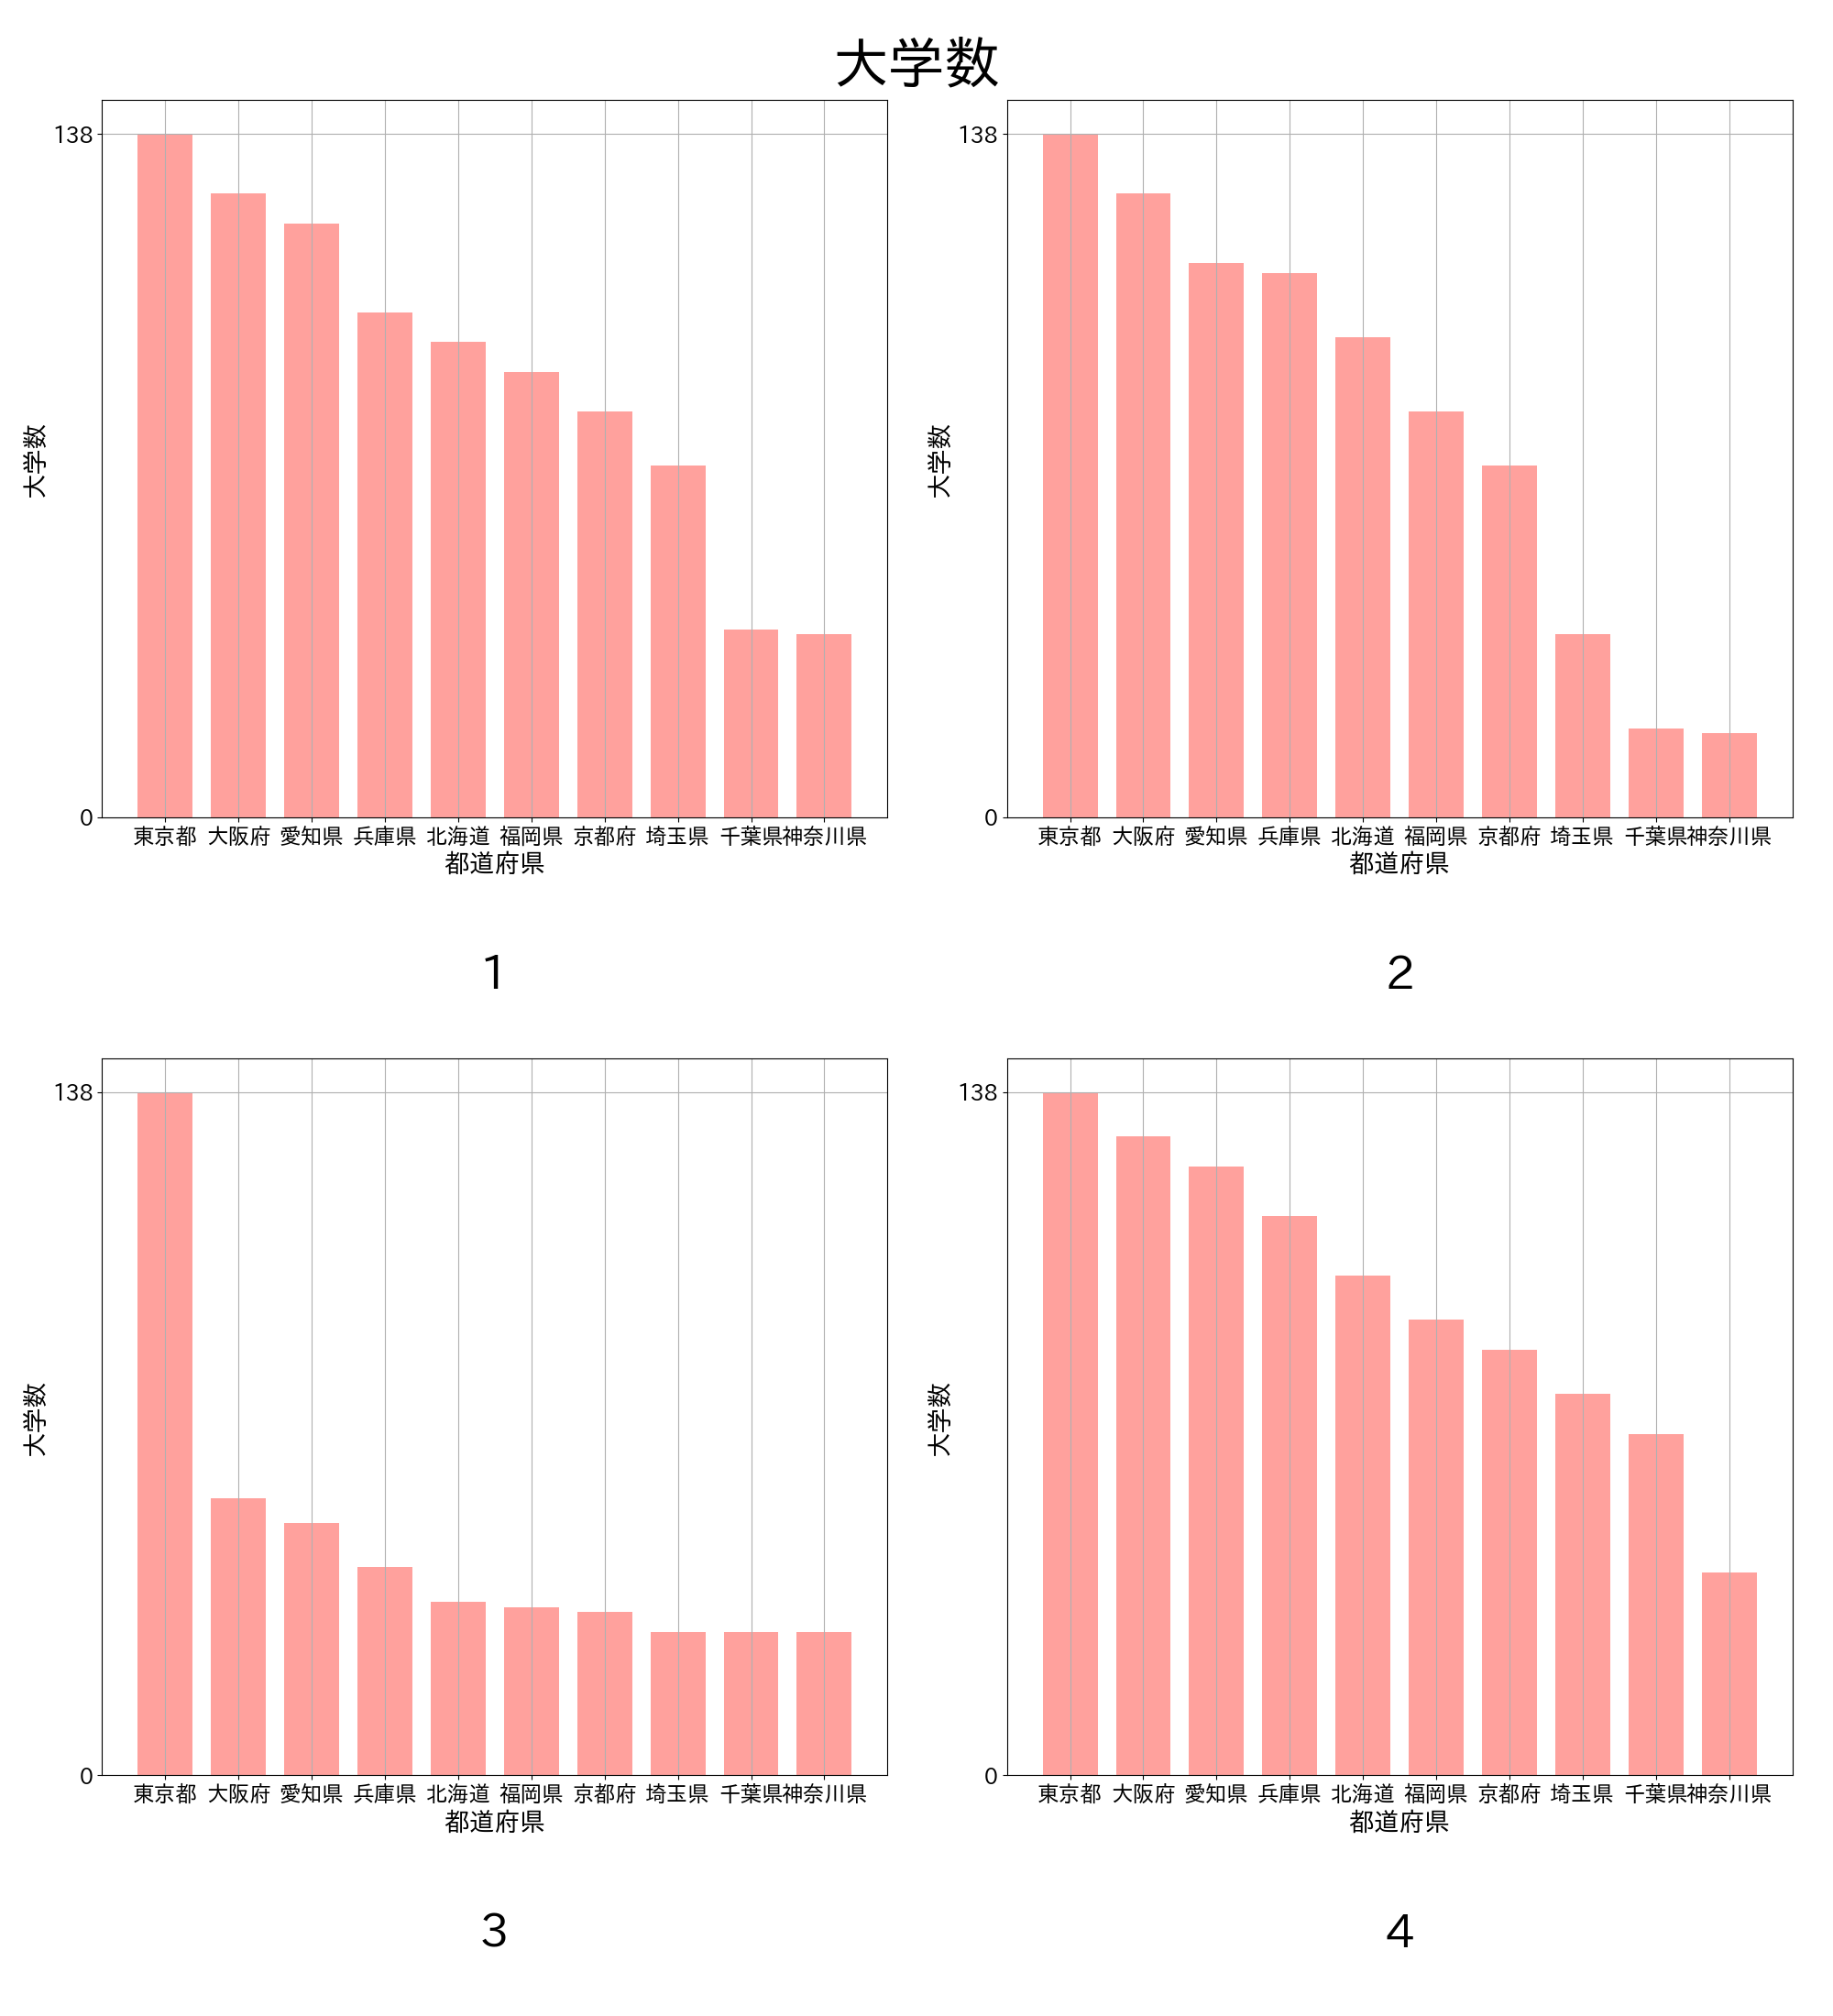 大学数
138
0
大学数
東京都 大阪府 愛知県 兵庫県 北海道 福岡県 京都府 埼玉県 千葉県 神奈川県
都道府県
1
138
0
大学数
東京都 大阪府 愛知県 兵庫県 北海道 福岡県 京都府 埼玉県 千葉県 神奈川県
都道府県
2
138
0
大学数
東京都 大阪府 愛知県 兵庫県 北海道 福岡県 京都府 埼玉県 千葉県 神奈川県
都道府県
3
138
0
大学数
東京都 大阪府 愛知県 兵庫県 北海道 福岡県 京都府 埼玉県 千葉県 神奈川県
都道府県
4